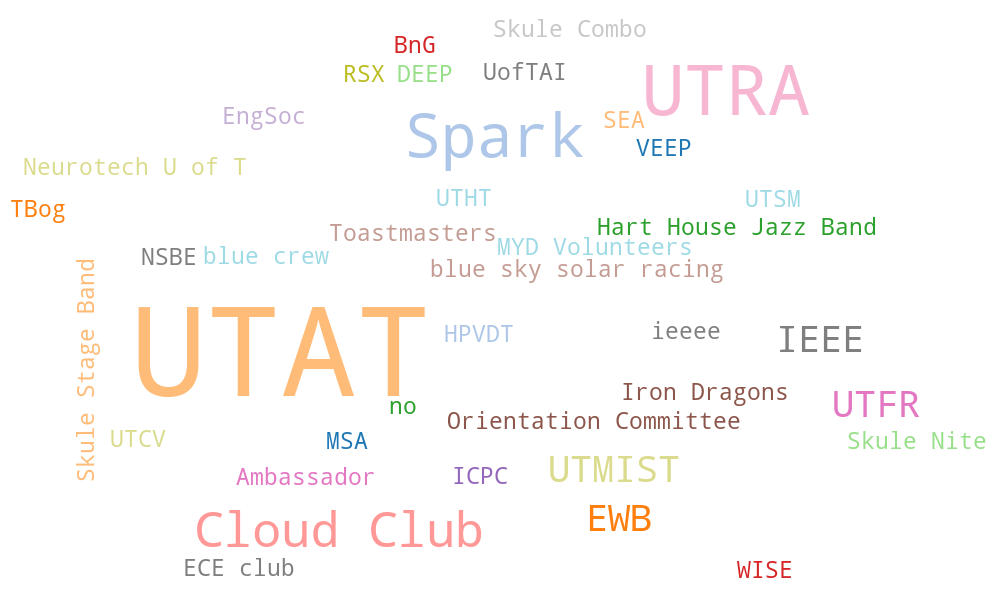 Skule Combo
BnG
RSX
DEEP
UofTAI
UTRA
EngSoc
Spark
SEA
VEEP
Neurotech U of T
TBog
UTHT
UTSM
Toastmasters
Hart House Jazz Band
NSBE
blue crew
MYD Volunteers
blue sky solar racing
Skule Stage Band
UTAT
HPVDT
ieeee
IEEE
no
Iron Dragons
UTFR
Orientation Committee
UTCV
MSA
Skule Nite
Ambassador
ICPC
UTMIST
Cloud Club
EWB
ECE club
WISE